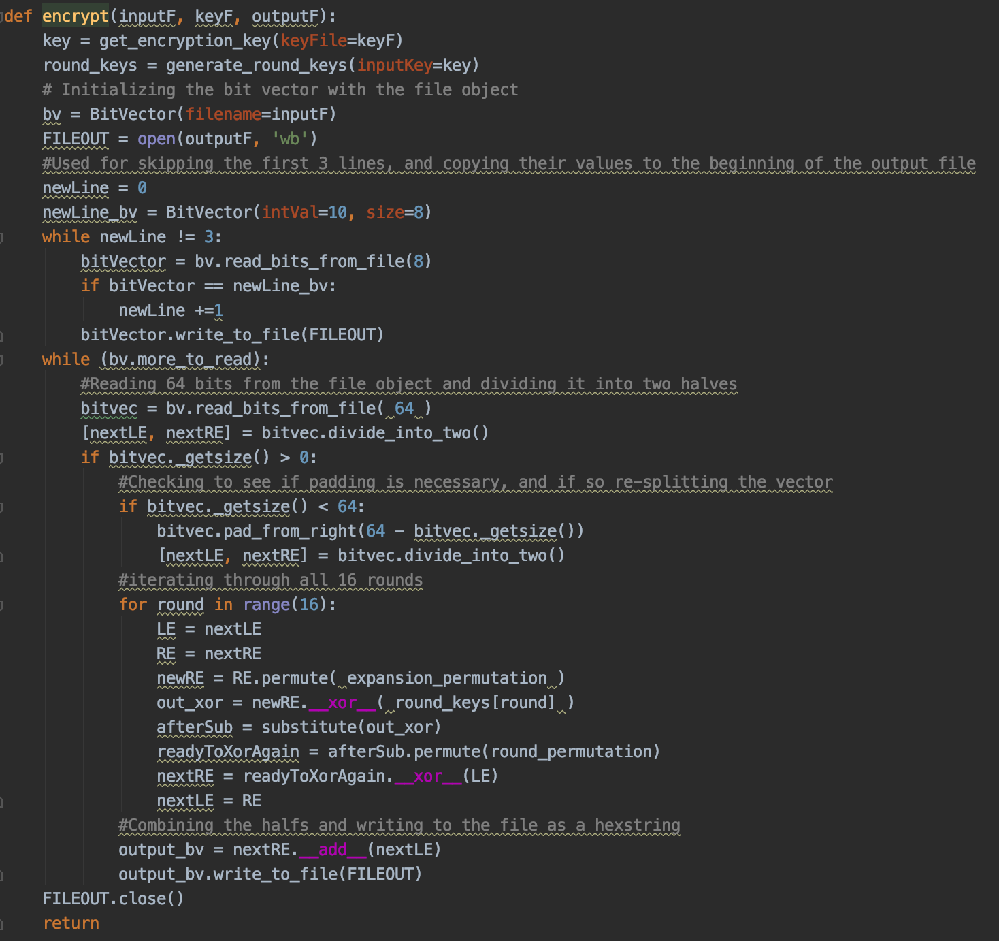 def encrypt(inputF, keyF, outputF):
    key = get_encryption_key(keyFile=keyF)
    round_keys = generate_round_keys(inputKey=key)
    # Initializing the bit vector with the file object
    bv = BitVector(filename=inputF)
    FILEOUT = open(outputF, 'wb')
    #Used for skipping the first 3 lines, and copying their values to the beginning of the output file
    newLine = 0
    newLine_bv = BitVector(intVal=10, size=8)
    while newLine != 3:
        bitVector = bv.read_bits_from_file(8)
        if bitVector == newLine_bv:
            newLine +=1
        bitVector.write_to_file(FILEOUT)
    while (bv.more_to_read):
        #Reading 64 bits from the file object and dividing it into two halves
        bitvec = bv.read_bits_from_file( 64 )
        [nextLE, nextRE] = bitvec.divide_into_two()
        if bitvec._getsize() > 0:
            #Checking to see if padding is necessary, and if so re-splitting the vector
            if bitvec._getsize() < 64:
                bitvec.pad_from_right(64 - bitvec._getsize())
                [nextLE, nextRE] = bitvec.divide_into_two()
            #iterating through all 16 rounds
            for round in range(16):
                LE = nextLE
                RE = nextRE
                newRE = RE.permute( expansion_permutation )
                out_xor = newRE.__xor__( round_keys[round] )
                afterSub = substitute(out_xor)
                readyToXorAgain = afterSub.permute(round_permutation)
                nextRE = readyToXorAgain.__xor__(LE)
                nextLE = RE
            #Combining the halfs and writing to the file as a hexstring
            output_bv = nextRE.__add__(nextLE)
            output_bv.write_to_file(FILEOUT)
    FILEOUT.close()
    return